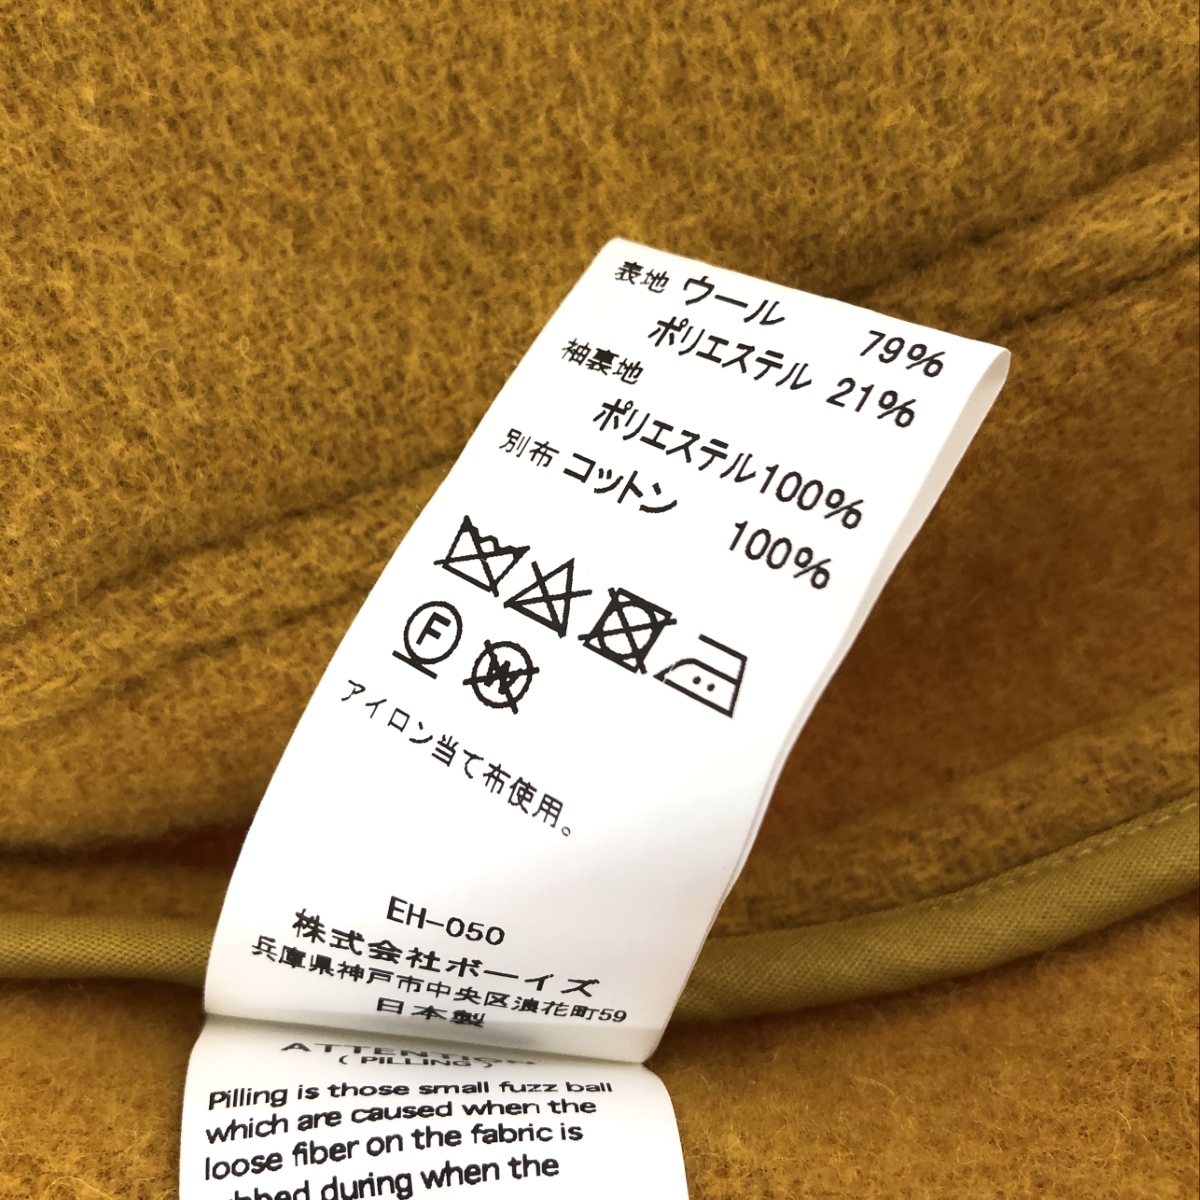 表地 ウール 79%
ポリエステル 21%
袖裏地
ポリエステル100%
別布 コットン 100%
F
W
アイロン当て布使用。
EH-050
株式会社ボーイズ
兵庫県神戸市中央区浪花町59
日本製
ATTENTION
( PILLING )
Pilling is those small fuzz ball
which are caused when the
loose fiber on the fabric is
during when the